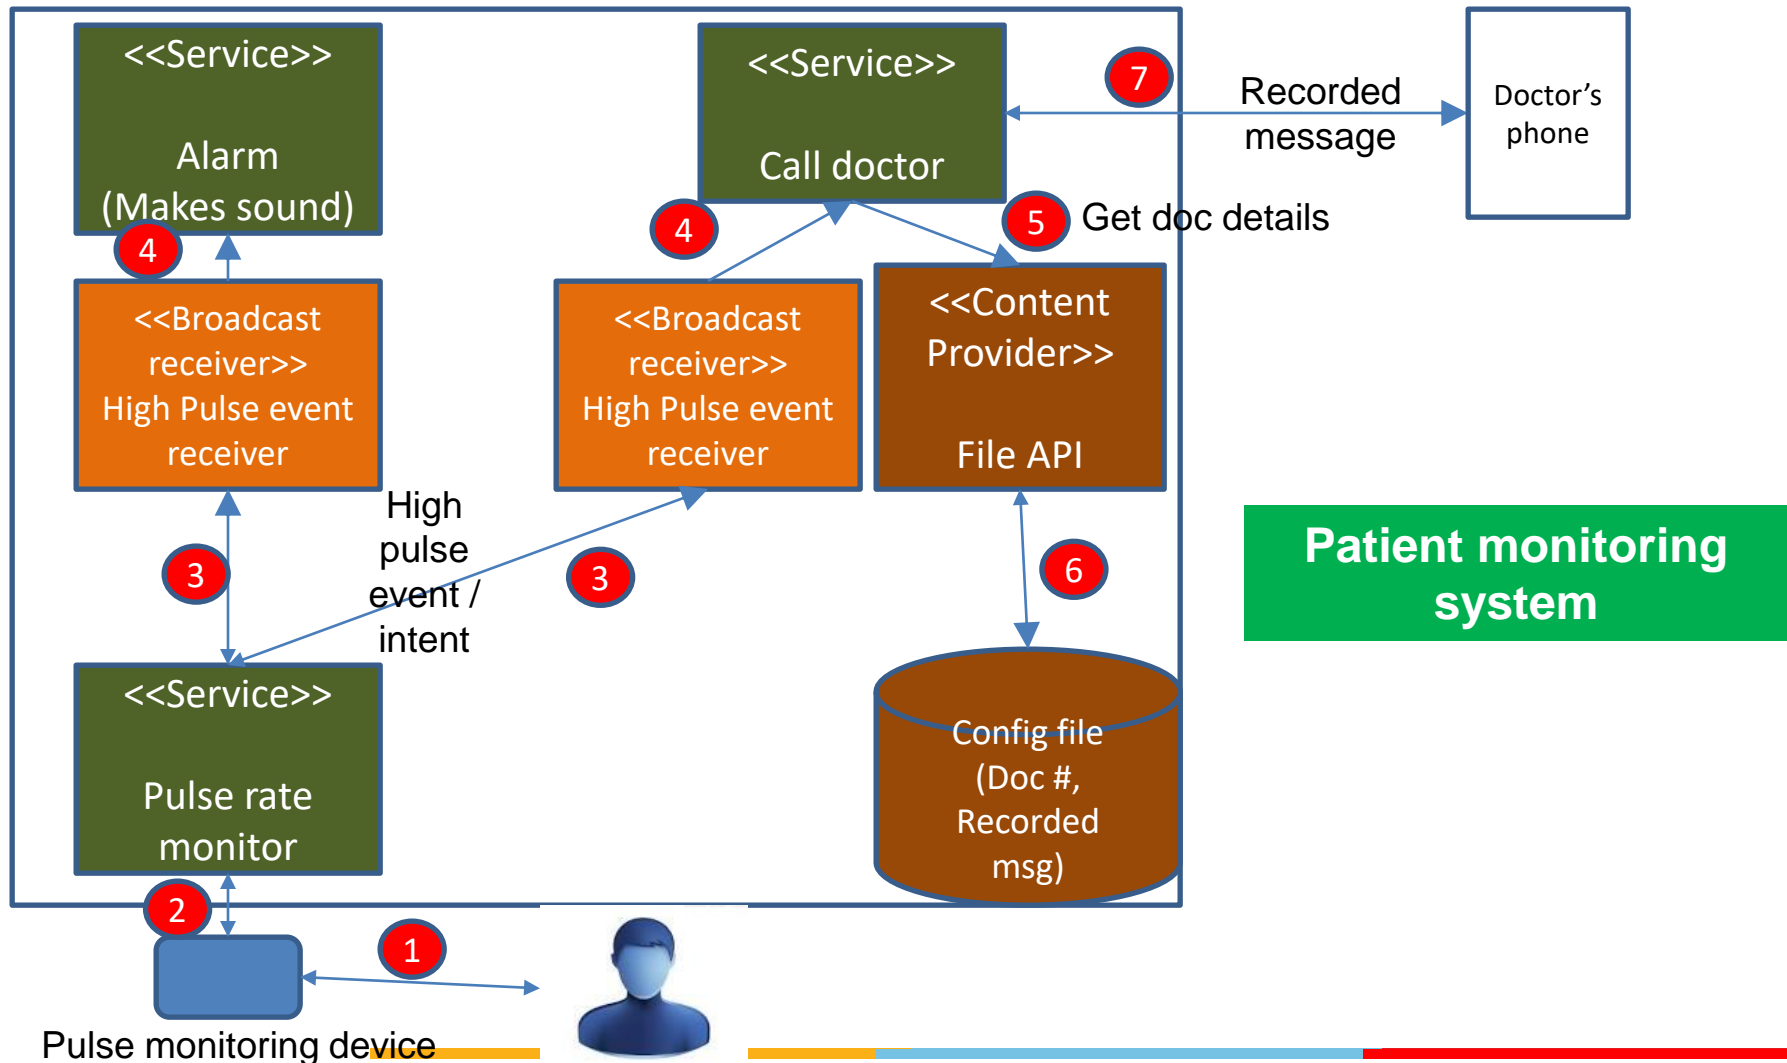 <<Service>>
Alarm
(Makes sound)
4
<<Broadcast
receiver>>
High Pulse event
receiver
3
High
pulse
event /
intent
<<Service>>
Pulse rate
monitor
2
1
Pulse monitoring device
<<Service>>
Call doctor
4
<<Broadcast
receiver>>
High Pulse event
receiver
3
5
Get doc details
<<Content
Provider>>
File API
6
Config file
(Doc #,
Recorded
msg)
7
Recorded
message
Doctor’s
phone
Patient monitoring
system